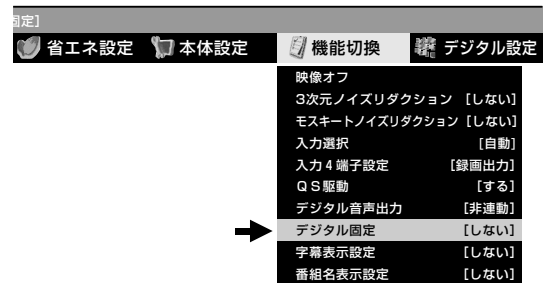 固定]
省エネ設定 本体設定 機能切換 デジタル設定
映像オフ
3次元ノイズリダクション [しない]
モスキートノイズリダクション [しない]
入力選択 [自動]
入力4端子設定 [録画出力]
QS駆動 [する]
デジタル音声出力 [非連動]
デジタル固定 [しない]
字幕表示設定 [しない]
番組名表示設定 [しない]